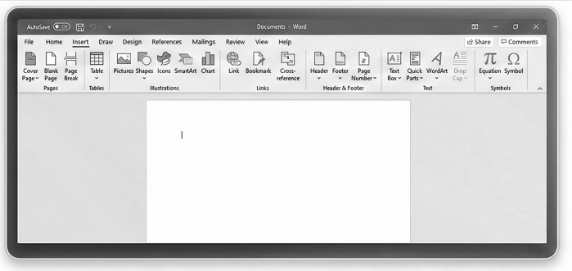 AutoSave
Documents - Word
File Home Insert Draw Design References Mailings Review View Help
Share Comments
Cover Page Blank Page Page Break Table Pictures Shapes Icons SmartArt Chart Link Bookmark Cross-reference Header Footer Page Number Text Box Quick Parts WordArt Drop Cap Equation Symbol
Pages Tables Illustrations Links Header & Footer Text Symbols